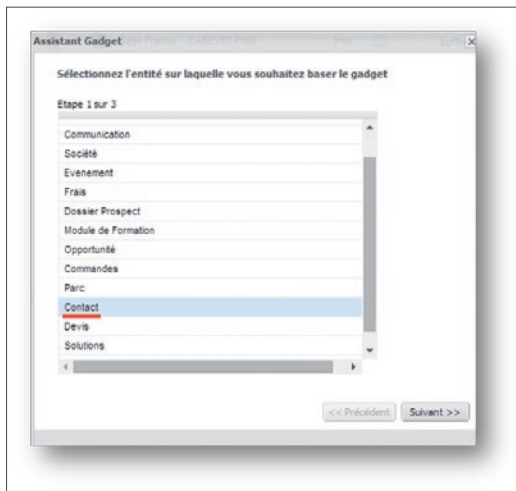 Assistant Gadget
Sélectionnez l'entité sur laquelle vous souhaitez baser le gadget
Etape 1 sur 3
Communication
Société
Evenement
Frais
Dossier Prospect
Module de Formation
Opportunité
Commandes
Parc
Contact
Devis
Solutions
<< Précédent
Suivant >>